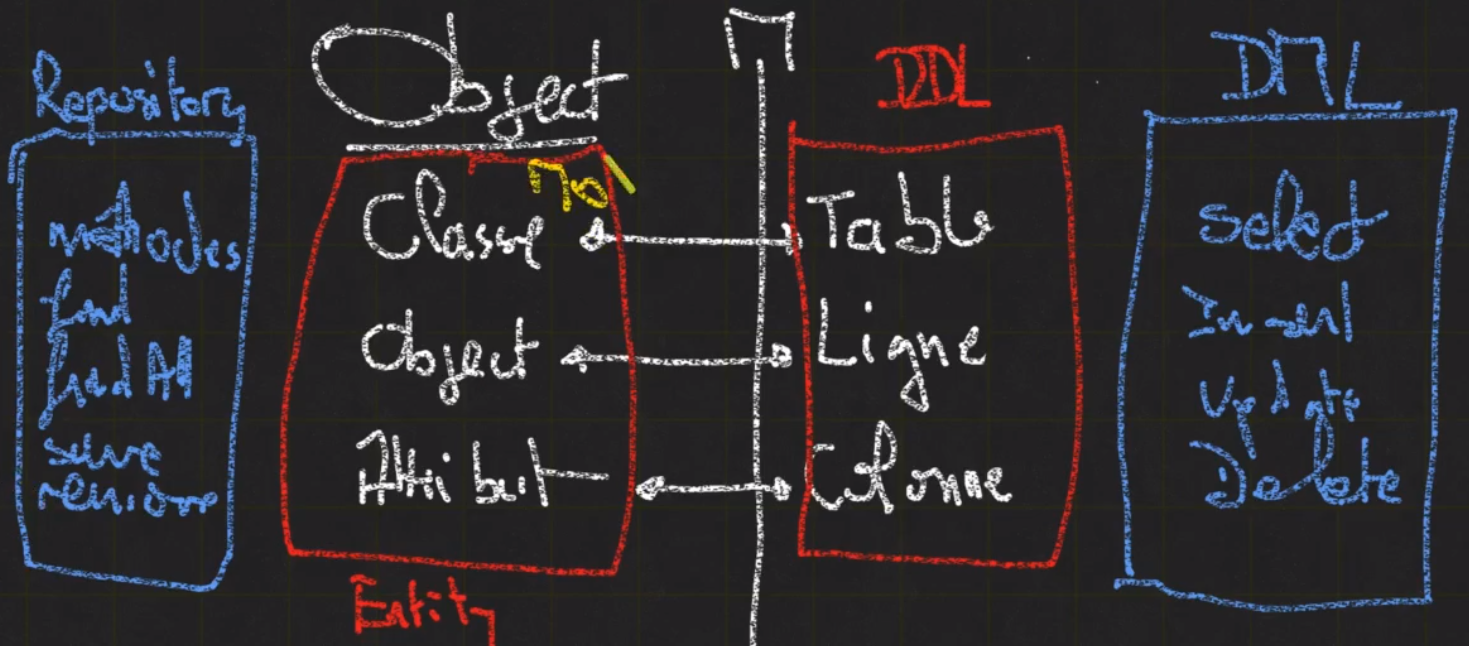 Repository
méthodes
find
findAll
save
remove
Object
Classe
Object
Attribut
Entity
DDL
Table
Ligne
Colonne
DML
Select
Insert
Update
Delete